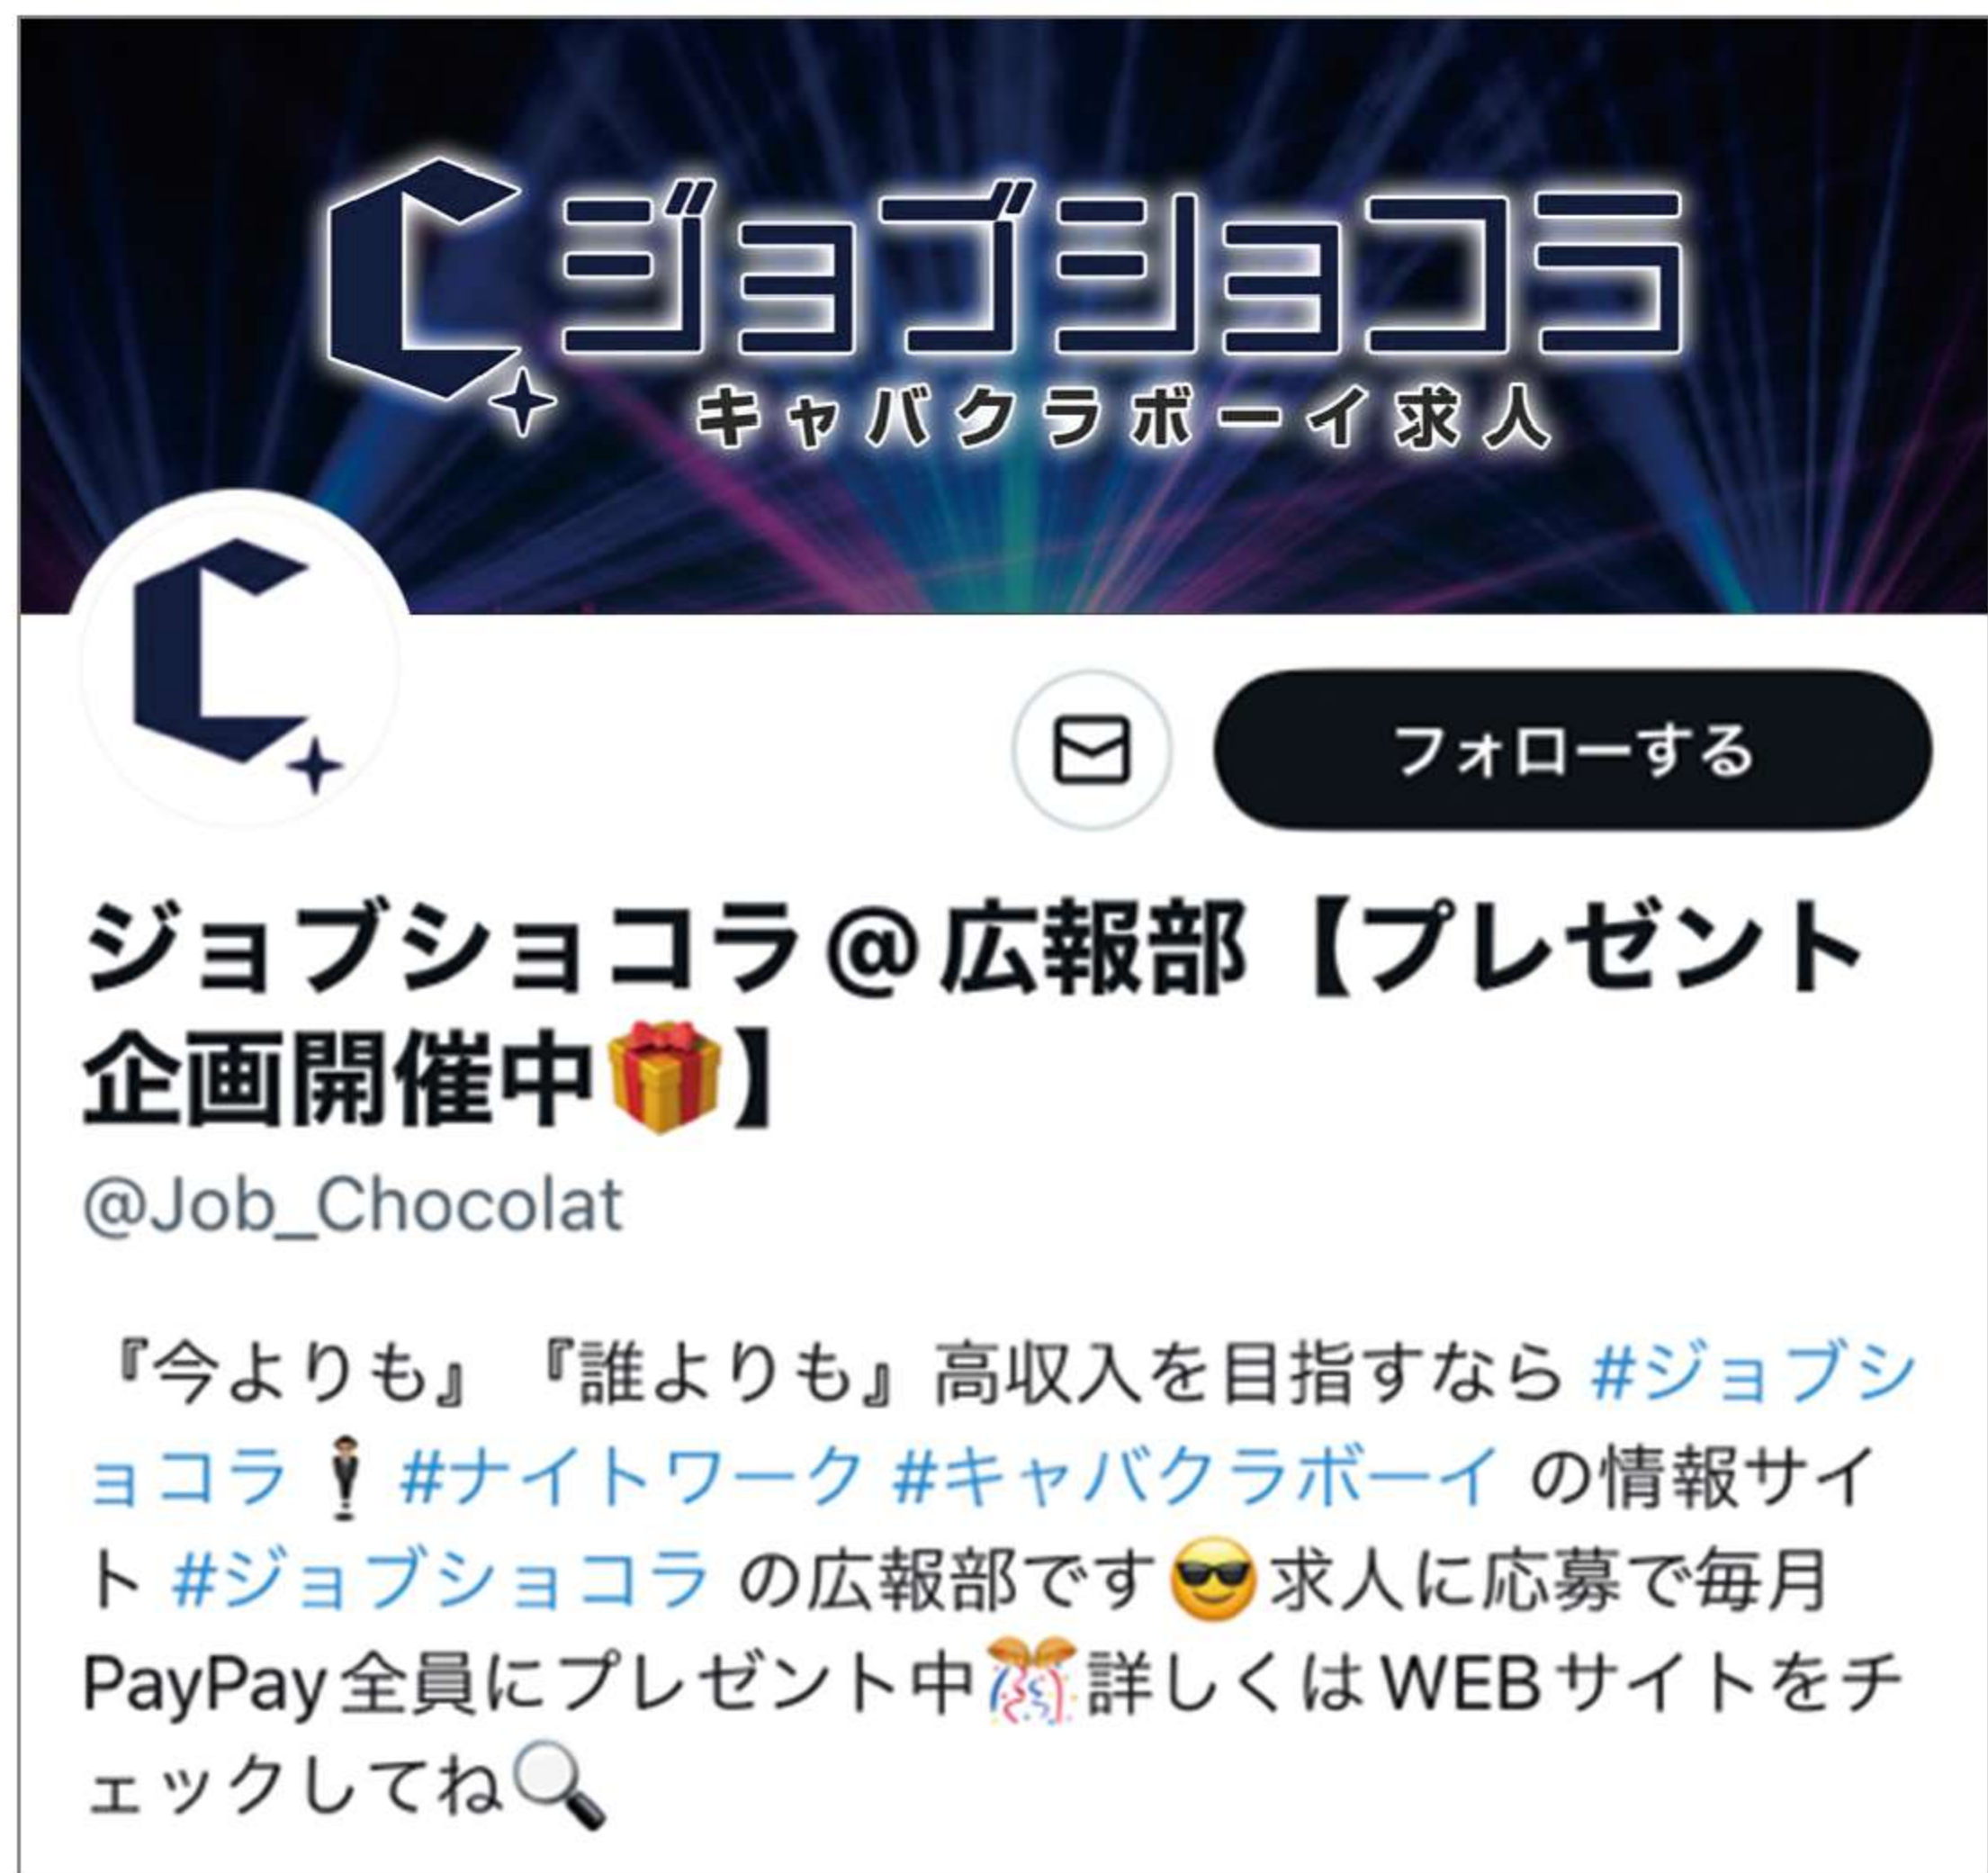 ジョブショコラ
キャバクラボーイ求人
フォローする
ジョブショコラ@広報部【プレゼント
企画開催中🎁】
@Job_Chocolat
『今よりも』『誰よりも』高収入を目指すなら #ジョブシ
ョコラ🕴 #ナイトワーク #キャバクラボーイ の情報サイ
ト #ジョブショコラ の広報部です😎求人に応募で毎月
PayPay全員にプレゼント中🎊詳しくはWEBサイトをチ
ェックしてね🔍